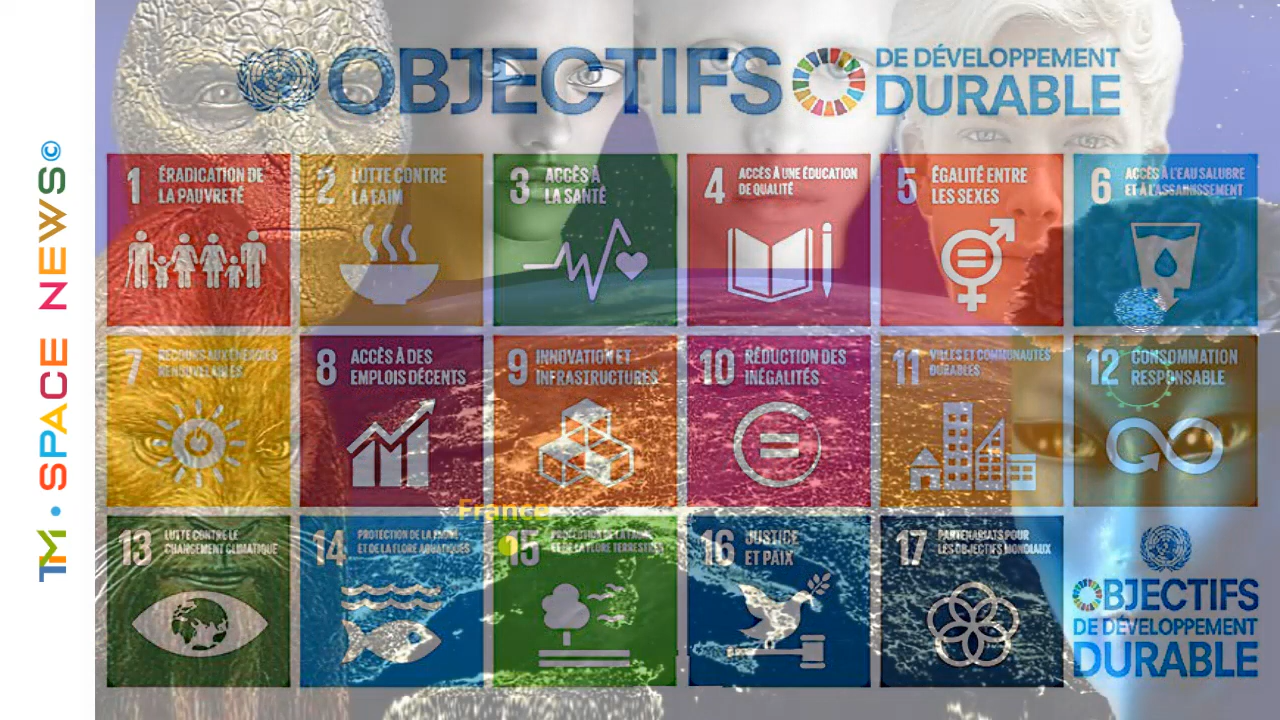 TM • SPACE NEWS©
OBJECTIFS
DE DÉVELOPPEMENT
DURABLE
1 ÉRADICATION DE
LA PAUVRETÉ
2 LUTTE CONTRE
LA FAIM
3 ACCÈS À
LA SANTÉ
4 ACCÈS À UNE ÉDUCATION
DE QUALITÉ
5 ÉGALITÉ ENTRE
LES SEXES
6 ACCÈS À L'EAU SALUBRE
ET À L'ASSAINISSEMENT
7 RECOURS AUX ÉNERGIES
RENOUVELABLES
8 ACCÈS À DES
EMPLOIS DÉCENTS
9 INNOVATION ET
INFRASTRUCTURES
10 RÉDUCTION DES
INÉGALITÉS
11 VILLES ET COMMUNAUTÉS
DURABLES
12 CONSOMMATION
RESPONSABLE
France
13 LUTTE CONTRE LE
CHANGEMENT CLIMATIQUE
14 PROTECTION DE LA FAUNE
ET DE LA FLORE AQUATIQUES
15 PROTECTION DE LA FAUNE
ET DE LA FLORE TERRESTRES
16 JUSTICE
ET PAIX
17 PARTENARIATS POUR
LES OBJECTIFS MONDIAUX
OBJECTIFS
DE DÉVELOPPEMENT
DURABLE